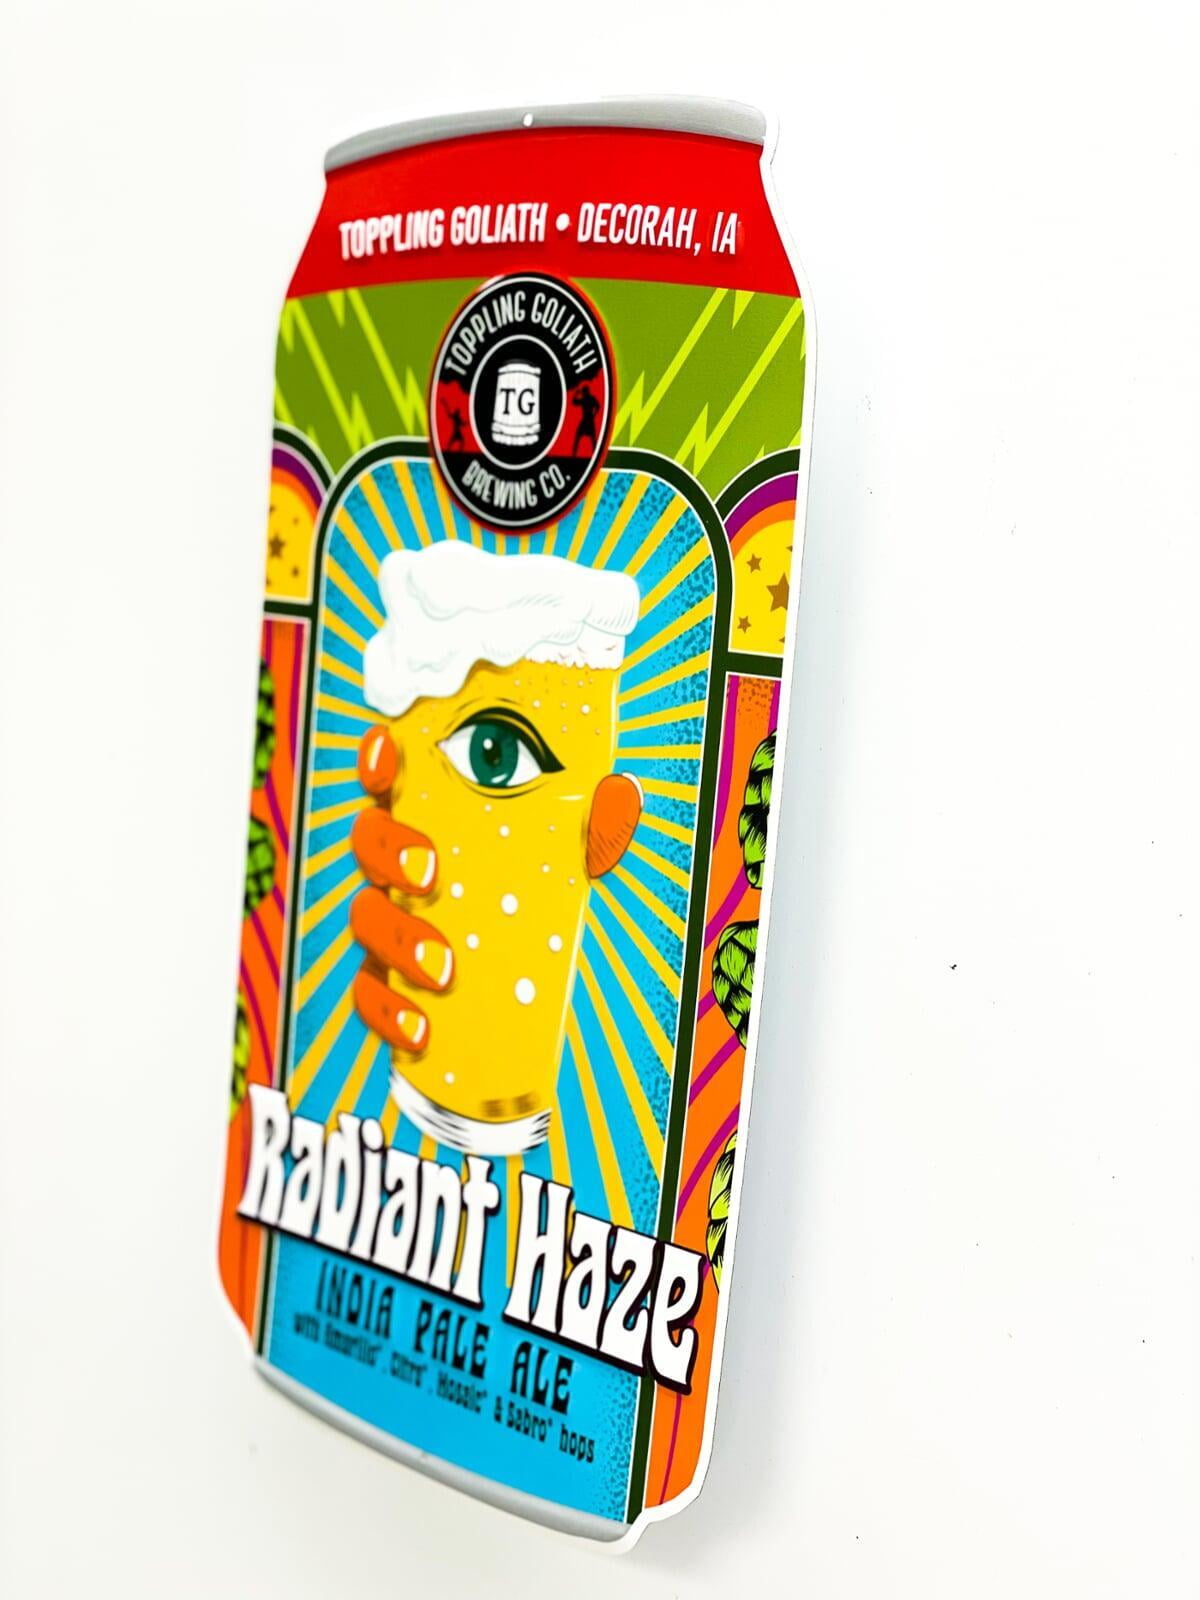 TOPPLING GOLIATH • DECORAH, IA
TOPPLING GOLIATH
TG
BREWING CO.
Radiant Haze
INDIA PALE ALE
with Amarillo®, Citra®, Mosaic® & Sabro® hops